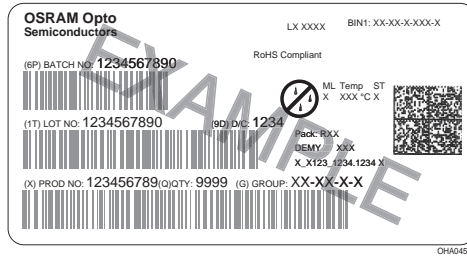 OSRAM Opto
Semiconductors
LX XXXX
BIN1: XX-XX-X-XXX-X
RoHS Compliant
(6P) BATCH NO: 1234567890
ML Temp ST
X XXX °C X
(1T) LOT NO: 1234567890
(9D) D/C: 1234
Pack: RXX
DEMY XXX
X_X123_1234.1234 X
(X) PROD NO: 123456789(Q)QTY: 9999 (G) GROUP: XX-XX-X-X
EXAMPLE
OHA045